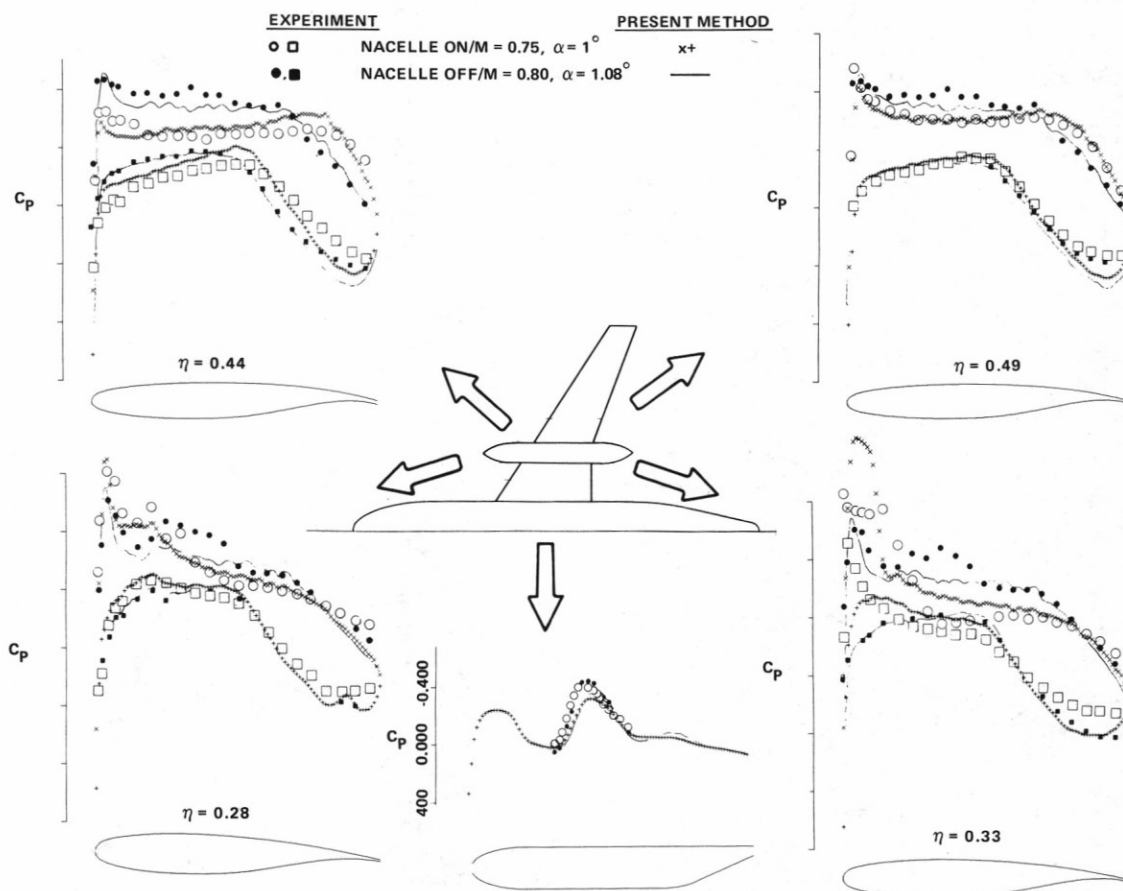 EXPERIMENT PRESENT METHOD
NACELLE ON/M = 0.75, α = 1° x+
NACELLE OFF/M = 0.80, α = 1.08°
CP
η = 0.44
CP
η = 0.49
CP
η = 0.28
CP
-0.400
0.000
400
CP
η = 0.33